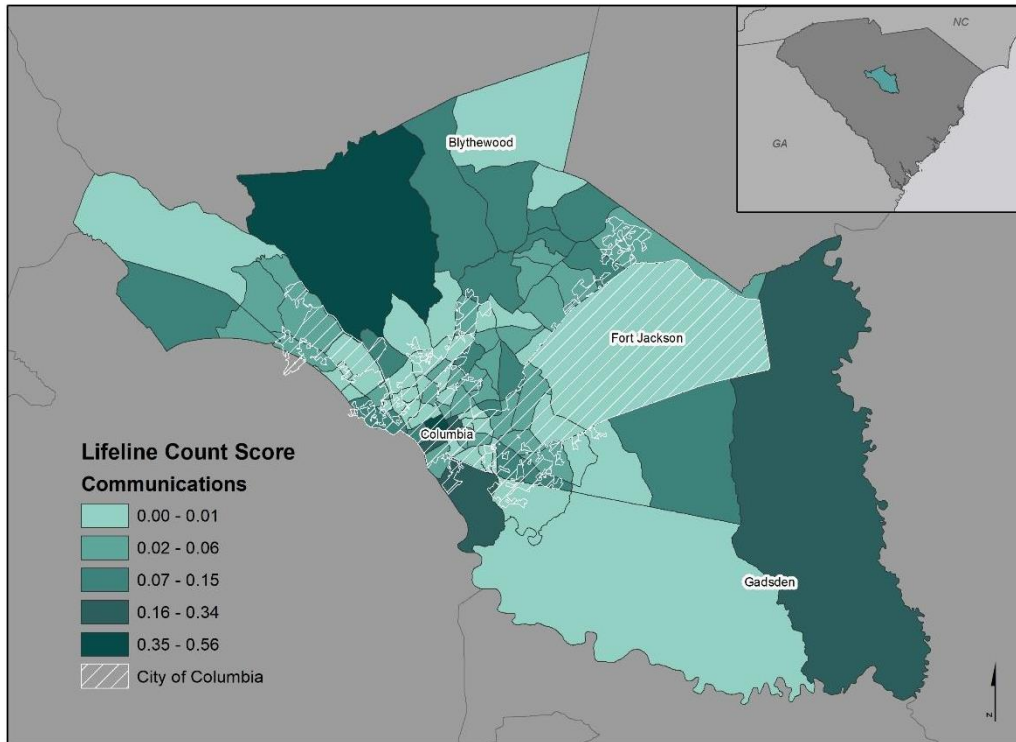 NC
GA
Blythewood
Fort Jackson
Columbia
Gadsden
Lifeline Count Score
Communications
0.00 - 0.01
0.02 - 0.06
0.07 - 0.15
0.16 - 0.34
0.35 - 0.56
City of Columbia
N